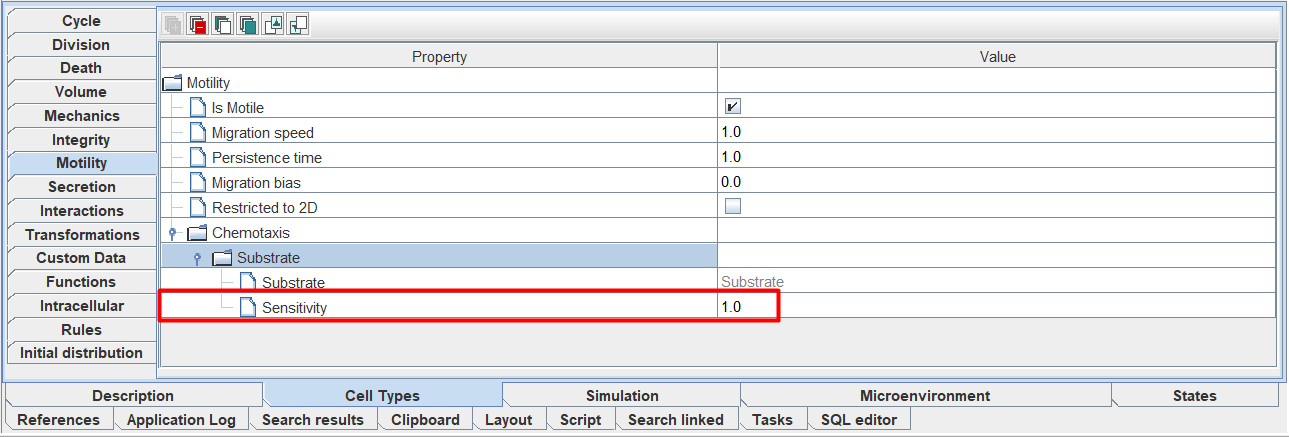 Cycle
Division
Death
Volume
Mechanics
Integrity
Motility
Secretion
Interactions
Transformations
Custom Data
Functions
Intracellular
Rules
Initial distribution
Property Value
Motility
Is Motile
Migration speed 1.0
Persistence time 1.0
Migration bias 0.0
Restricted to 2D
Chemotaxis
Substrate
Substrate Substrate
Sensitivity 1.0
Description Cell Types Simulation Microenvironment States
References Application Log Search results Clipboard Layout Script Search linked Tasks SQL editor